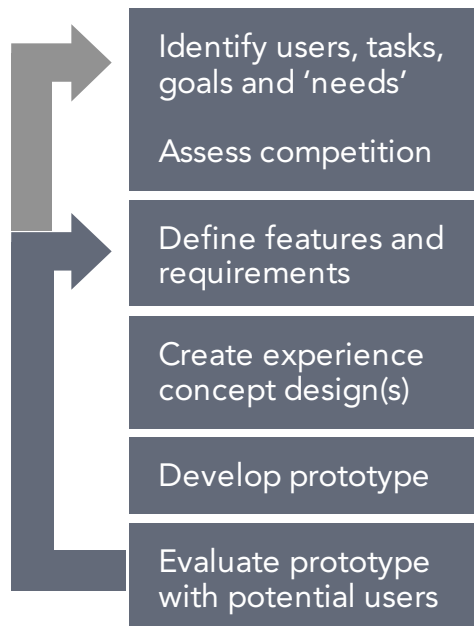 Identify users, tasks,
goals and ‘needs’
Assess competition
Define features and
requirements
Create experience
concept design(s)
Develop prototype
Evaluate prototype
with potential users